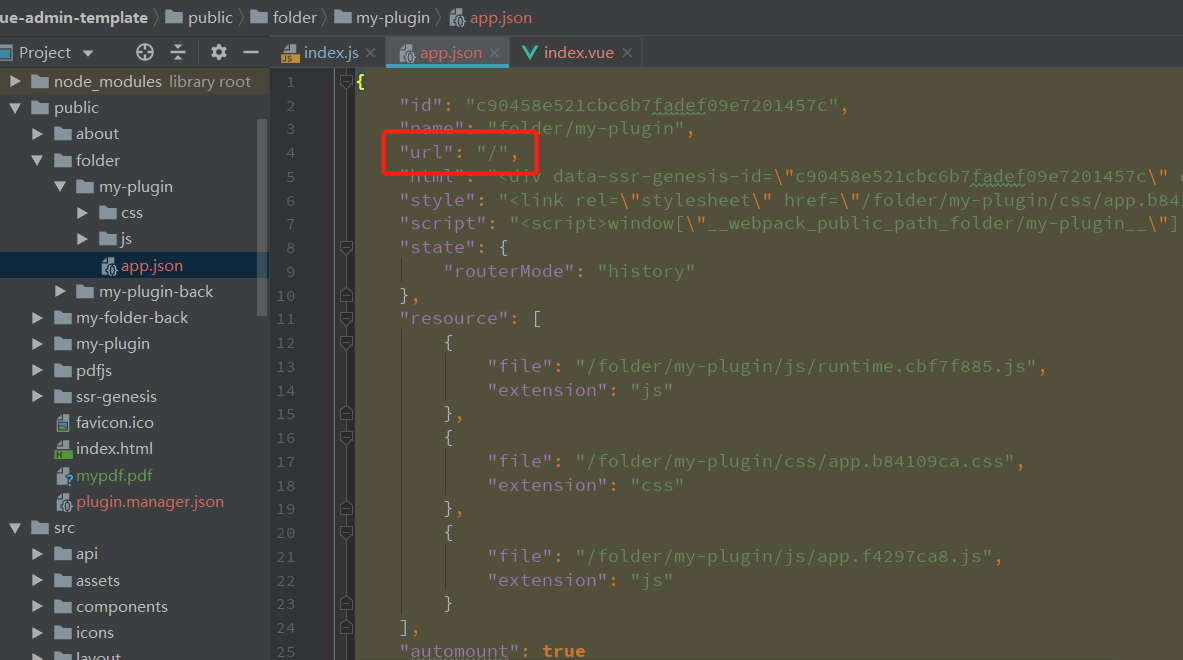 ue-admin-template public folder my-plugin app.json
Project
index.js
app.json
index.vue
node_modules library root
public
about
folder
my-plugin
css
js
app.json
my-plugin-back
my-folder-back
my-plugin
pdfjs
ssr-genesis
favicon.ico
index.html
mypdf.pdf
plugin.manager.json
src
api
assets
components
icons
layout
1 {
2 "id": "c90458e521cbc6b7fadef09e7201457c",
3 "name": "folder/my-plugin",
4 "url": "/",
5 "html": "<div data-ssr-genesis-id=\"c90458e521cbc6b7fadef09e7201457c\"
6 "style": "<link rel=\"stylesheet\" href=\"/folder/my-plugin/css/app.b841
7 "script": "<script>window[\"__webpack_public_path_folder/my-plugin__\"]
8 "state": {
9 "routerMode": "history"
10 },
11 "resource": [
12 {
13 "file": "/folder/my-plugin/js/runtime.cbf7f885.js",
14 "extension": "js"
15 },
16 {
17 "file": "/folder/my-plugin/css/app.b84109ca.css",
18 "extension": "css"
19 },
20 {
21 "file": "/folder/my-plugin/js/app.f4297ca8.js",
22 "extension": "js"
23 }
24 ],
25 "automount": true